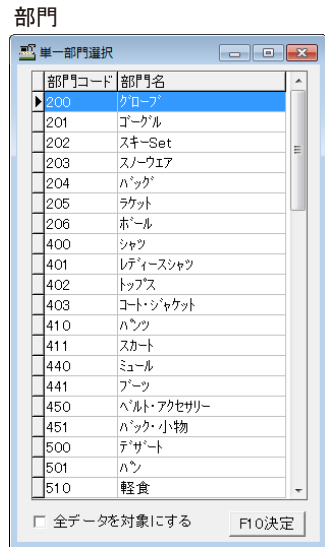 部門
単一部門選択
部門コード 部門名
200 ｸﾞﾛｰﾌﾞ
201 ｺﾞｰｸﾞﾙ
202 スキーSet
203 ｽﾉｰｳｴｱ
204 ﾊﾞｯｸﾞ
205 ﾗｹｯﾄ
206 ﾎﾞｰﾙ
400 ｼｬﾂ
401 ﾚﾃﾞｨｰｽｼｬﾂ
402 ﾄｯﾌﾟｽ
403 ｺｰﾄ･ｼﾞｬｹｯﾄ
410 ﾊﾟﾝﾂ
411 ｽｶｰﾄ
440 ﾐｭｰﾙ
441 ﾌﾞｰﾂ
450 ﾍﾞﾙﾄ･ｱｸｾｻﾘｰ
451 ﾊﾞｯｸ･小物
500 ﾃﾞｻﾞｰﾄ
501 ﾊﾟﾝ
510 軽食
全データを対象にする F10決定